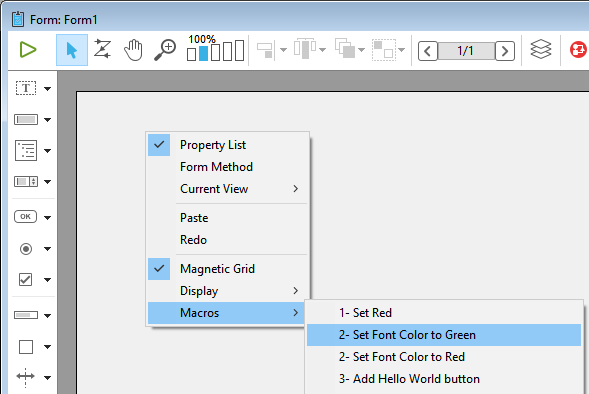 Form: Form1
100%
1/1
T
OK
Property List
Form Method
Current View
Paste
Redo
Magnetic Grid
Display
Macros
1- Set Red
2- Set Font Color to Green
2- Set Font Color to Red
3- Add Hello World button